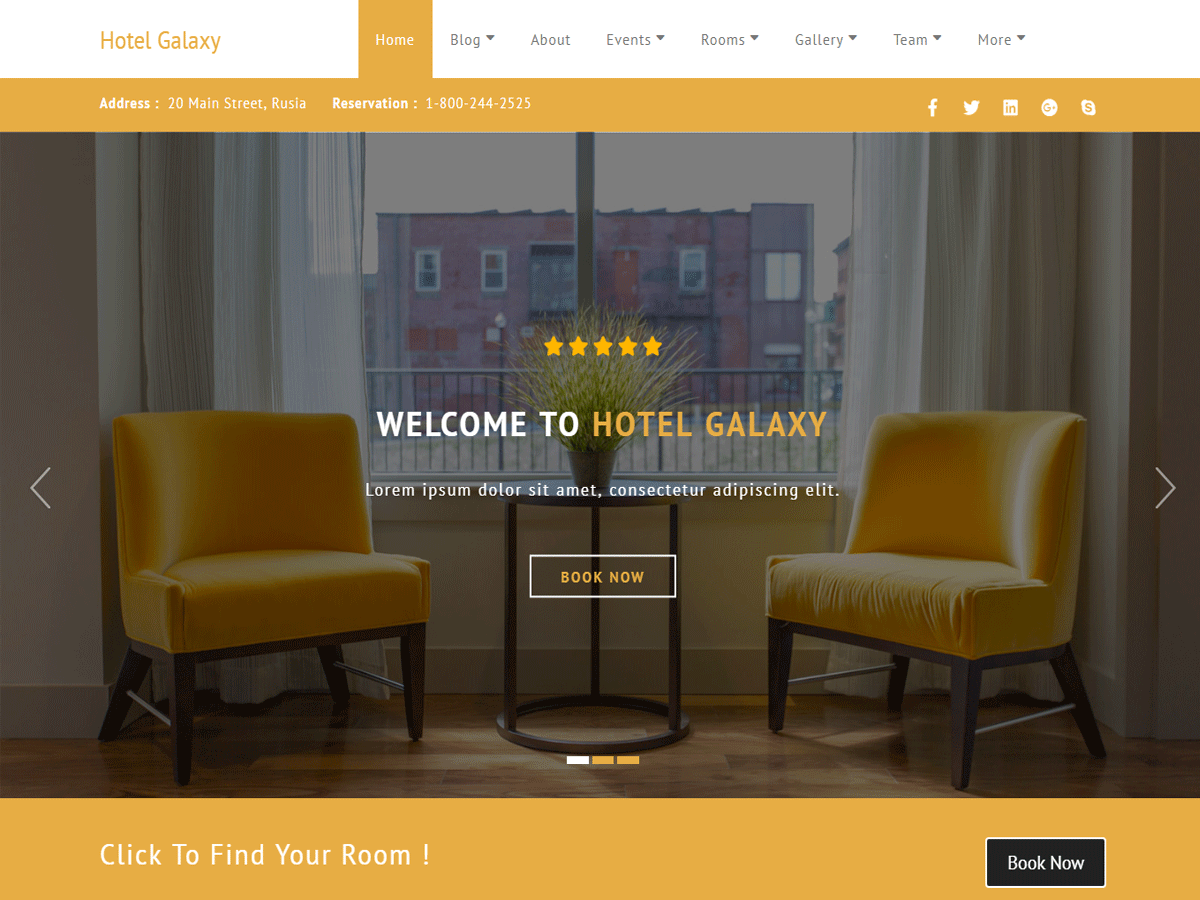 Hotel Galaxy
Home Blog About Events Rooms Gallery Team More
Address : 20 Main Street, Rusia Reservation : 1-800-244-2525
WELCOME TO HOTEL GALAXY
Lorem ipsum dolor sit amet, consectetur adipiscing elit.
BOOK NOW
Click To Find Your Room !
Book Now